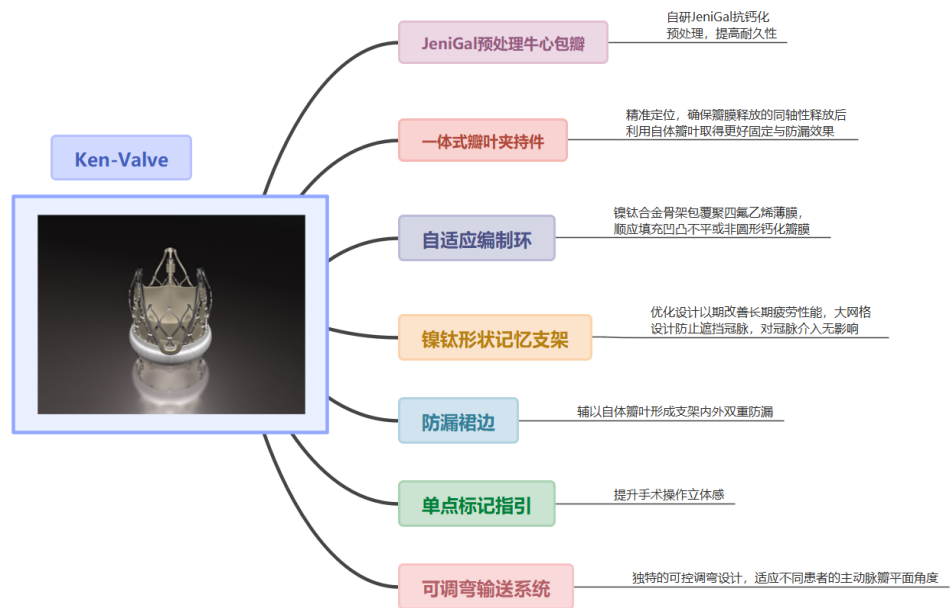 Ken-Valve
JeniGal预处理牛心包瓣
自研JeniGal抗钙化
预处理，提高耐久性
一体式瓣叶夹持件
精准定位，确保瓣膜释放的同轴性释放后
利用自体瓣叶取得更好固定与防漏效果
自适应编制环
镍钛合金骨架包覆聚四氟乙烯薄膜，
顺应填充凹凸不平或非圆形钙化瓣膜
镍钛形状记忆支架
优化设计以期改善长期疲劳性能，大网格
设计防止遮挡冠脉，对冠脉介入无影响
防漏裙边
辅以自体瓣叶形成支架内外双重防漏
单点标记指引
提升手术操作立体感
可调弯输送系统
独特的可控调弯设计，适应不同患者的主动脉瓣平面角度